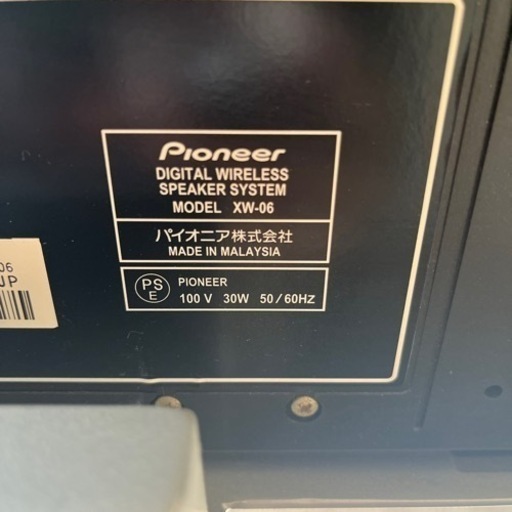 Pioneer
DIGITAL WIRELESS
SPEAKER SYSTEM
MODEL XW-06
パイオニア株式会社
MADE IN MALAYSIA
PS
E
PIONEER
100 V 30W 50/60HZ
06
JP